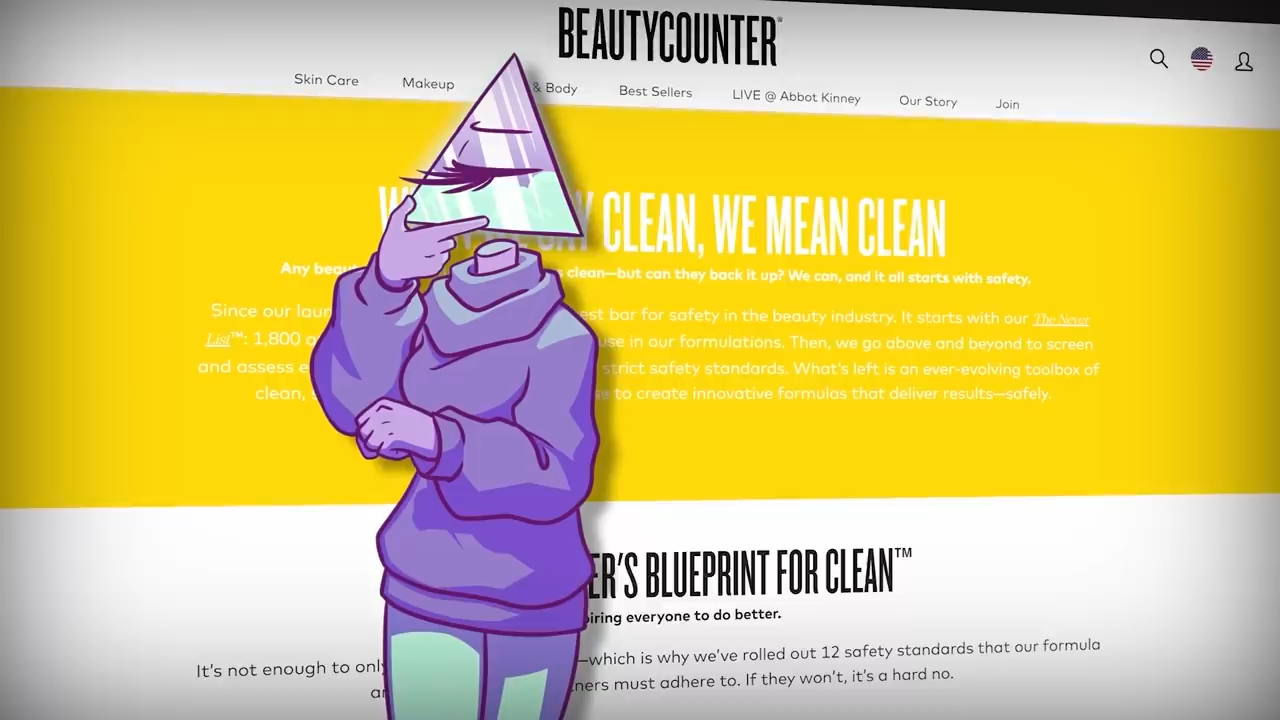 BEAUTYCOUNTER®
Skin Care Makeup & Body Best Sellers LIVE @ Abbot Kinney Our Story Join
CLEAN, WE MEAN CLEAN
Any clean—but can they back it up? We can, and it all starts with safety.
Since our bar for safety in the beauty industry. It starts with our The Never
List™: 1,800 use in our formulations. Then, we go above and beyond to screen
and assess strict safety standards. What's left is an ever-evolving toolbox of
clean, to create innovative formulas that deliver results—safely.
BLUEPRINT FOR CLEAN™
everyone to do better.
It's not enough to only —which is why we've rolled out 12 safety standards that our formula
must adhere to. If they won't, it's a hard no.